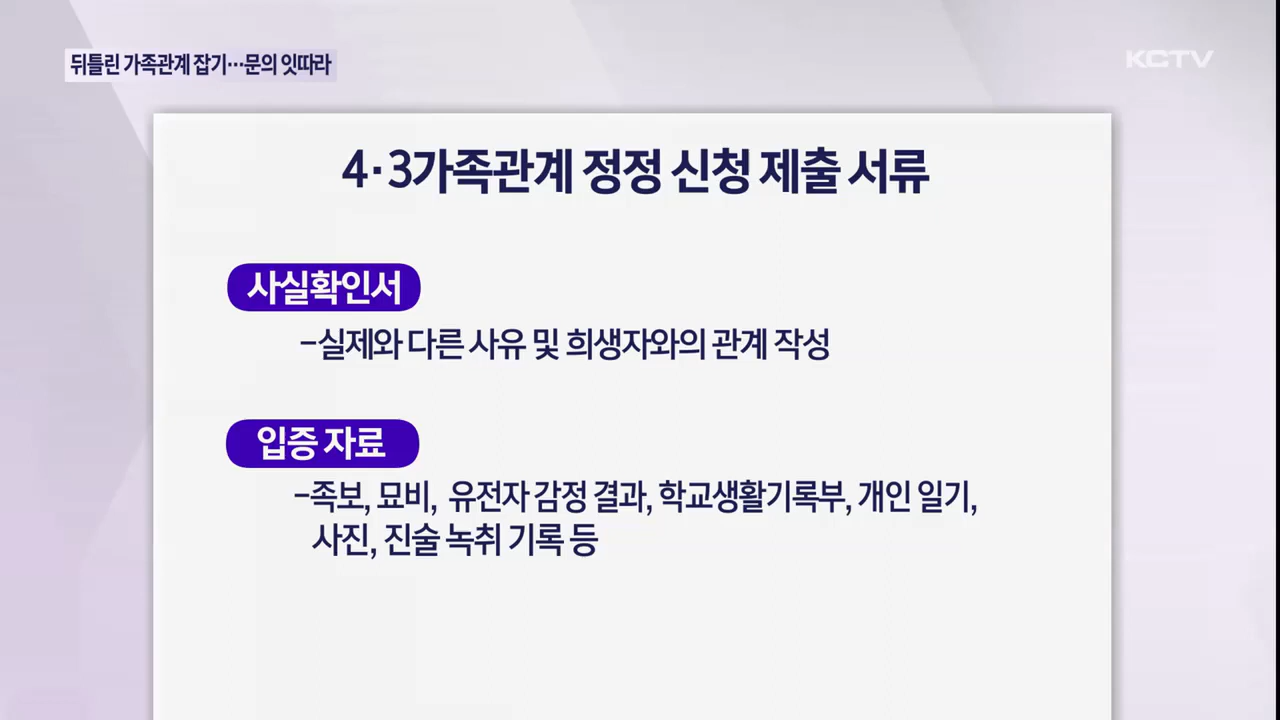 뒤틀린 가족관계 잡기…문의 잇따라
KCTV
4·3가족관계 정정 신청 제출 서류
사실확인서
-실제와 다른 사유 및 희생자와의 관계 작성
입증 자료
-족보, 묘비, 유전자 감정 결과, 학교생활기록부, 개인 일기,
사진, 진술 녹취 기록 등